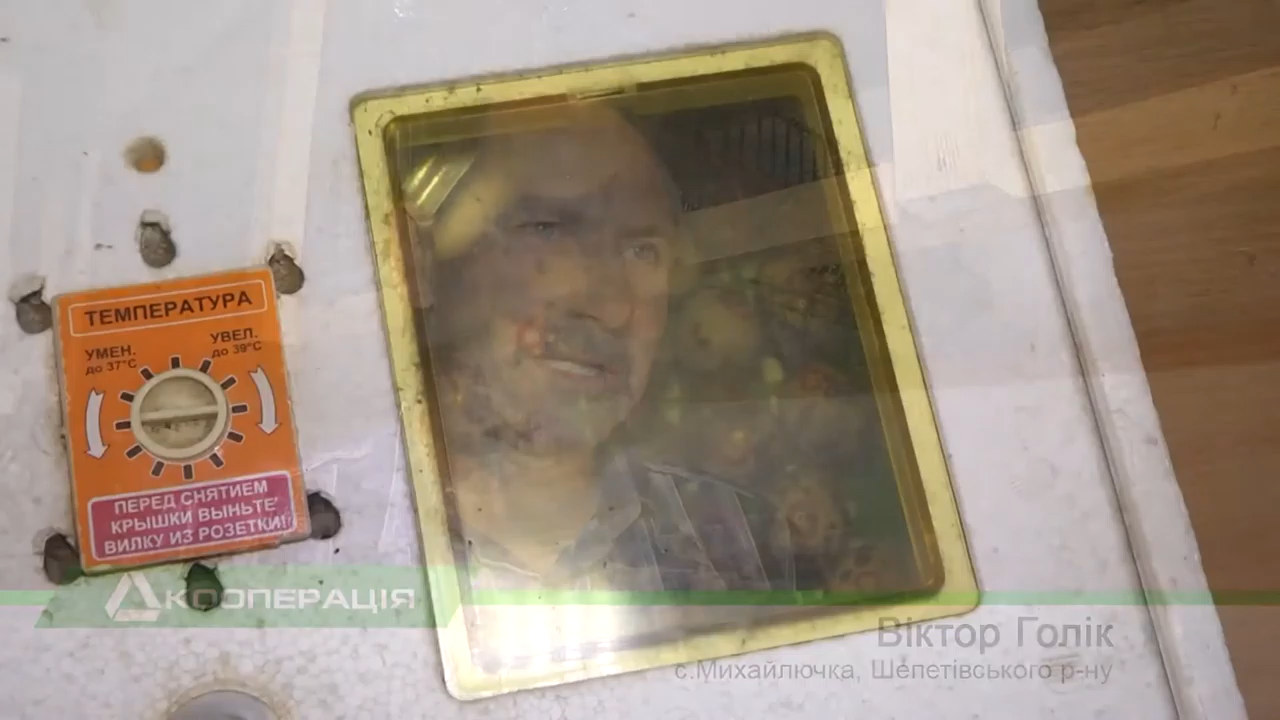 ТЕМПЕРАТУРА
УМЕН.
до 37°C
УВЕЛ.
до 39°C
ПЕРЕД СНЯТИЕМ
КРЫШКИ ВЫНЬТЕ
ВИЛКУ ИЗ РОЗЕТКИ!
КООПЕРАЦІЯ
Віктор Голік
с.Михайлючка, Шепетівського р-ну